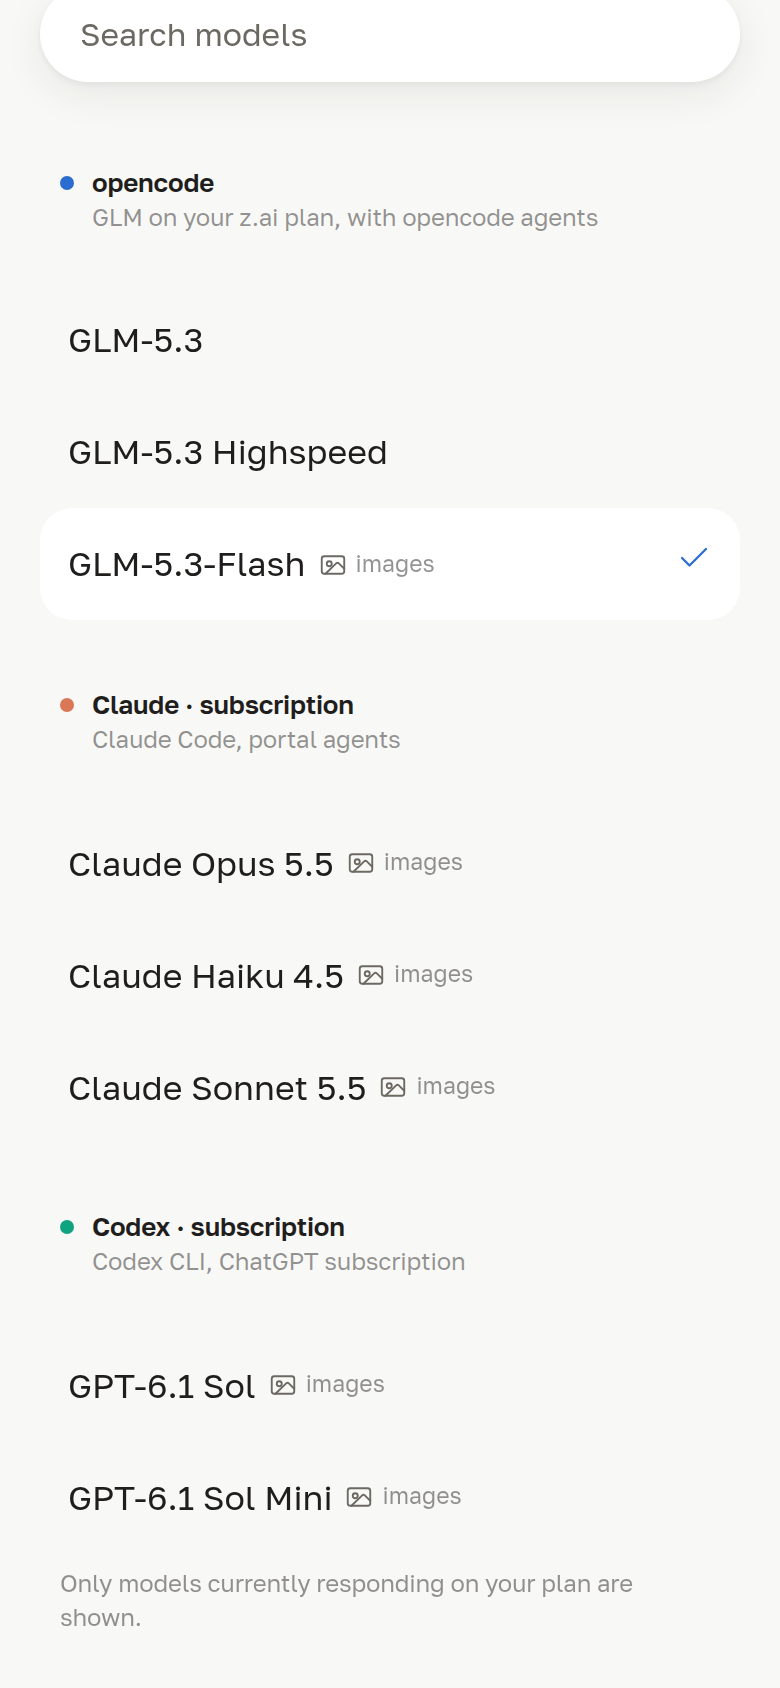 Search models
opencode
GLM on your z.ai plan, with opencode agents
GLM-5.3
GLM-5.3 Highspeed
GLM-5.3-Flash images
Claude · subscription
Claude Code, portal agents
Claude Opus 5.5 images
Claude Haiku 4.5 images
Claude Sonnet 5.5 images
Codex · subscription
Codex CLI, ChatGPT subscription
GPT-6.1 Sol images
GPT-6.1 Sol Mini images
Only models currently responding on your plan are
shown.